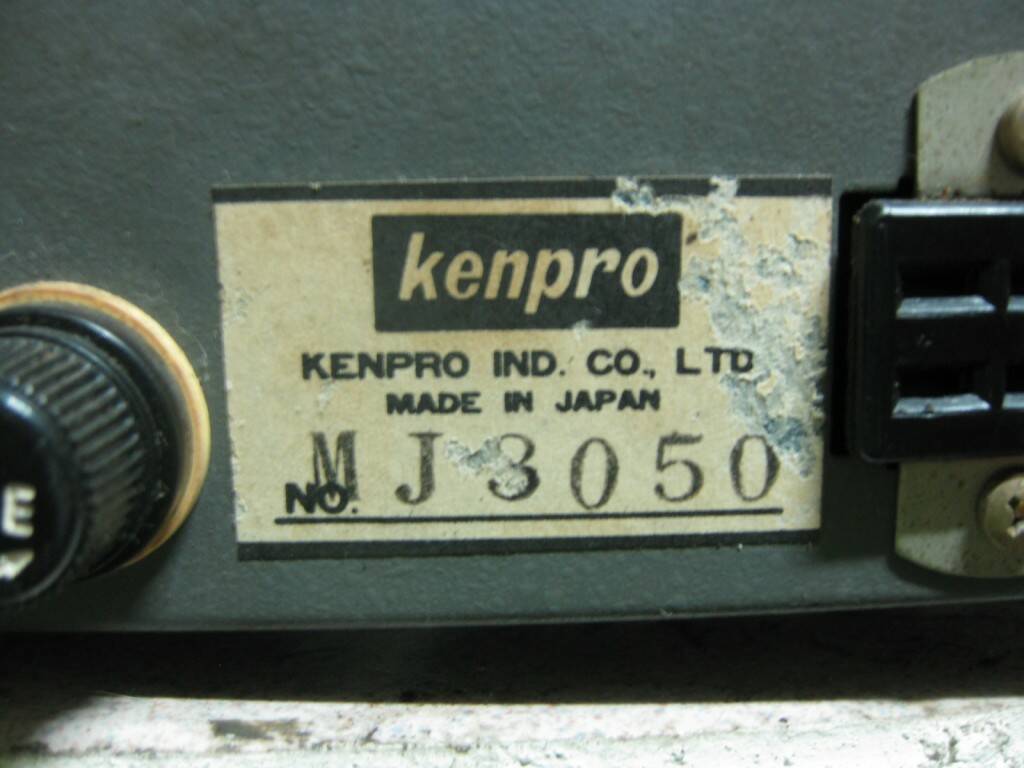 kenpro
KENPRO IND. CO., LTD
MADE IN JAPAN
NO. MJ3050